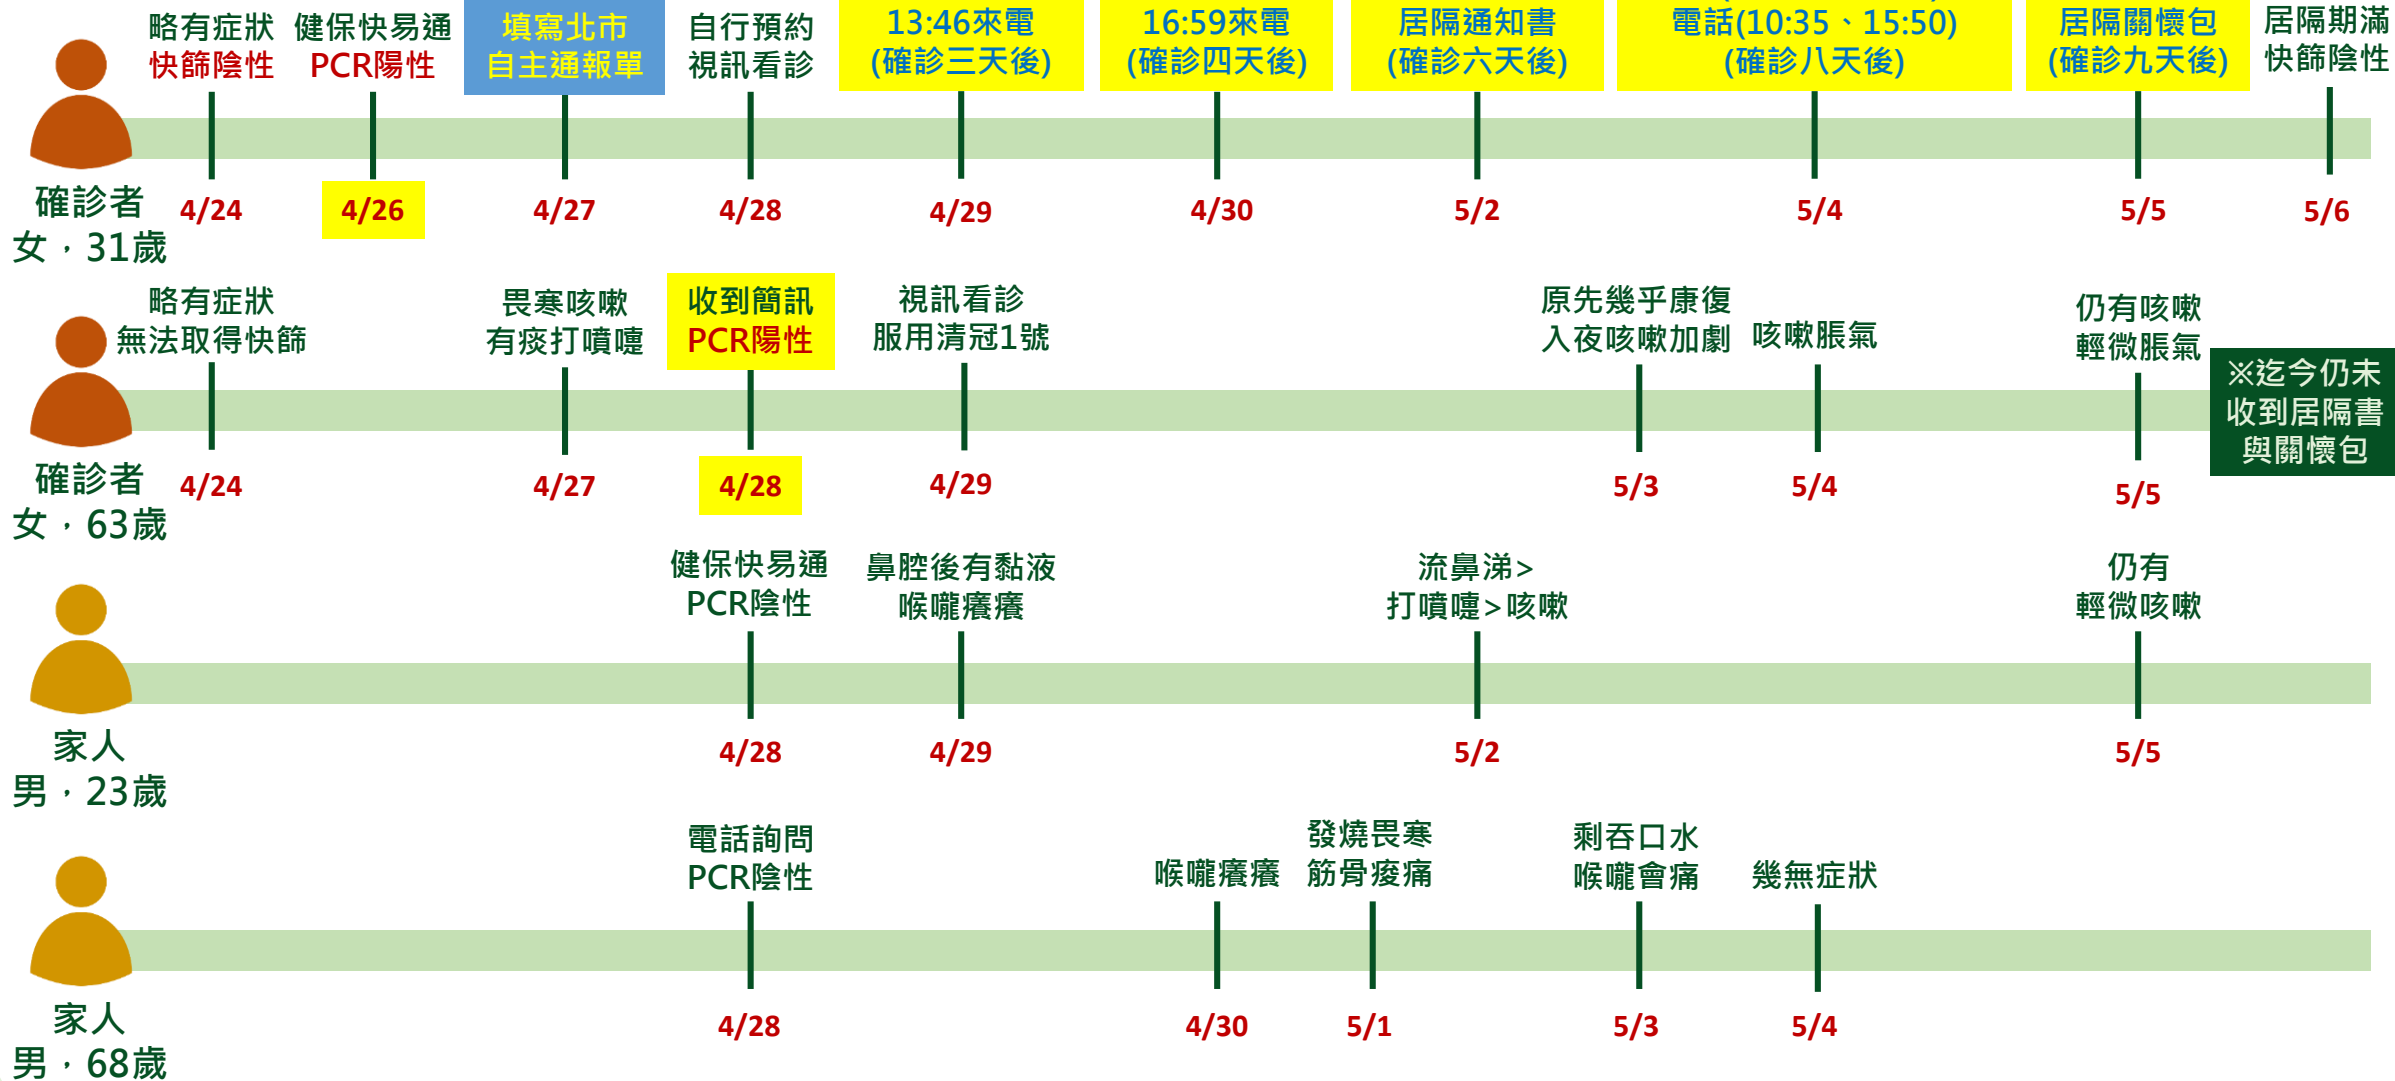 略有症狀
快篩陰性
健保快易通
PCR陽性
填寫北市
自主通報單
自行預約
視訊看診
13:46來電
(確診三天後)
16:59來電
(確診四天後)
居隔通知書
(確診六天後)
電話(10:35、15:50)
(確診八天後)
居隔關懷包
(確診九天後)
居隔期滿
快篩陰性
確診者
女，31歲
4/24
4/26
4/27
4/28
4/29
4/30
5/2
5/4
5/5
5/6
略有症狀
無法取得快篩
畏寒咳嗽
有痰打噴嚏
收到簡訊
PCR陽性
視訊看診
服用清冠1號
原先幾乎康復
入夜咳嗽加劇
咳嗽脹氣
仍有咳嗽
輕微脹氣
※迄今仍未
收到居隔書
與關懷包
確診者
女，63歲
4/24
4/27
4/28
4/29
5/3
5/4
5/5
健保快易通
PCR陰性
鼻腔後有黏液
喉嚨癢癢
流鼻涕>
打噴嚏>咳嗽
仍有
輕微咳嗽
家人
男，23歲
4/28
4/29
5/2
5/5
電話詢問
PCR陰性
喉嚨癢癢
發燒畏寒
筋骨痠痛
剩吞口水
喉嚨會痛
幾無症狀
家人
男，68歲
4/28
4/30
5/1
5/3
5/4